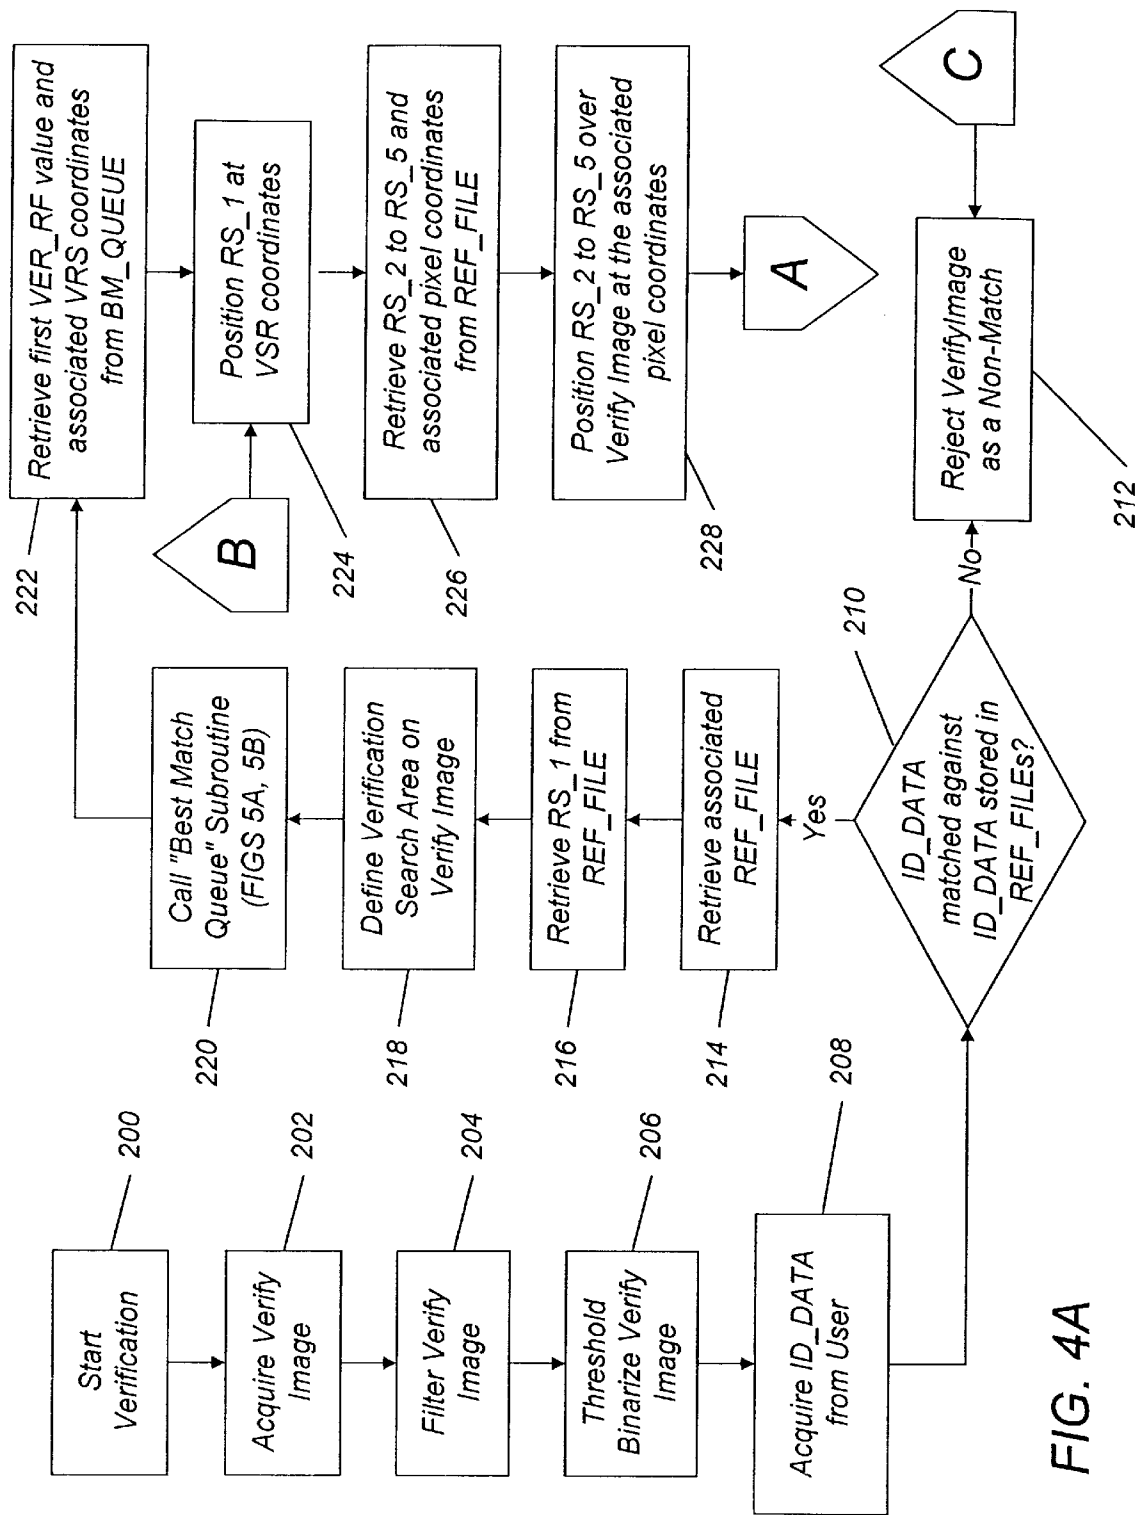 Start
Verification
200
Acquire Verify
Image
202
Filter Verify
Image
204
Threshold
Binarize Verify
Image
206
Acquire ID_DATA
from User
208
ID_DATA
matched against
ID_DATA stored in
REF_FILEs?
210
No
Reject VerifyImage
as a Non-Match
212
C
Yes
Retrieve associated
REF_FILE
214
Retrieve RS_1 from
REF_FILE
216
Define Verification
Search Area on
Verify Image
218
Call "Best Match
Queue" Subroutine
(FIGS 5A, 5B)
220
Retrieve first VER_RF value and
associated VRS coordinates
from BM_QUEUE
222
B
Position RS_1 at
VSR coordinates
224
Retrieve RS_2 to RS_5 and
associated pixel coordinates
from REF_FILE
226
Position RS_2 to RS_5 over
Verify Image at the associated
pixel coordinates
228
A
FIG. 4A